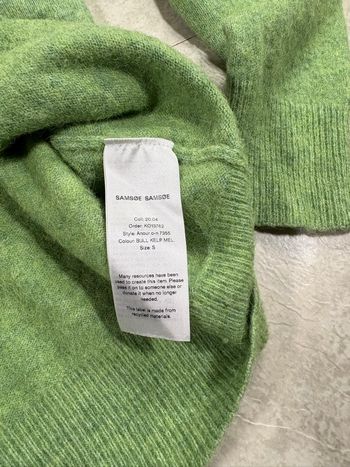 SAMSØE SAMSØE
Coll: 20.04
Order: KO13762
Style: Anour o-n 7355
Colour: BULL KELP MEL.
Size: S
Many resources have been
used to create this item. Please
pass it on to someone else or
donate it when no longer
needed.
This label is made from
recycled materials.